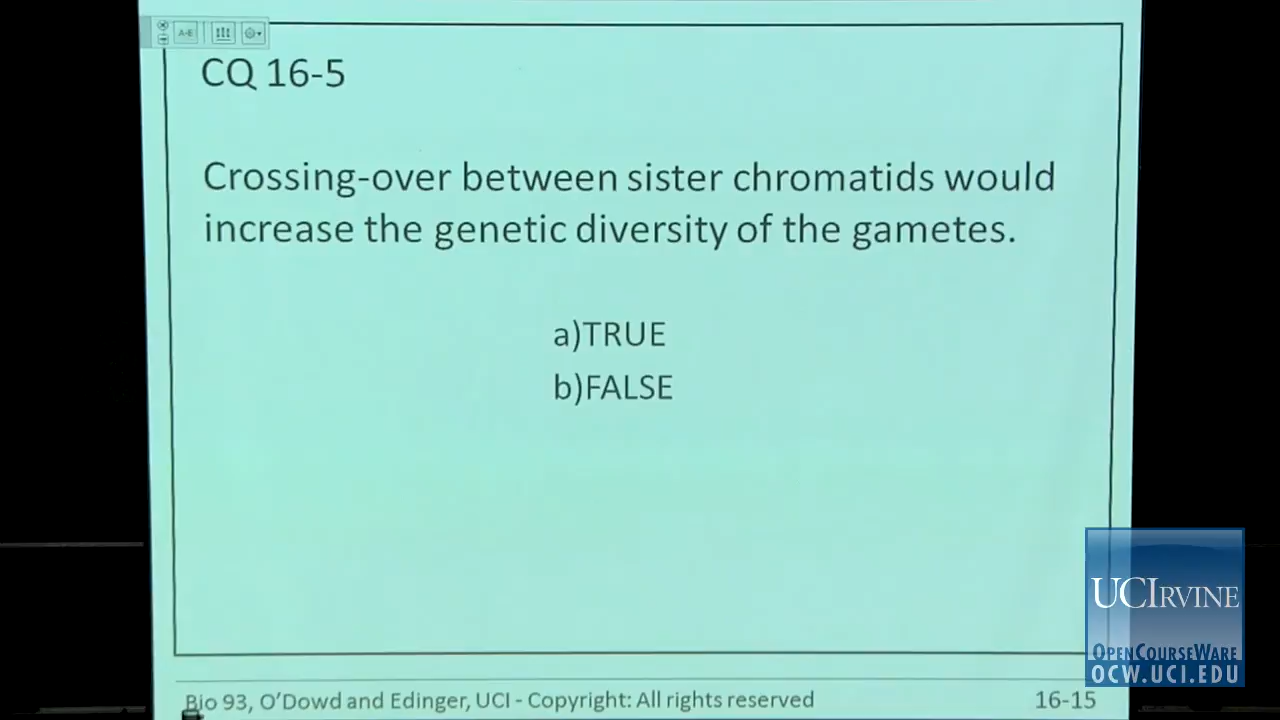 A-E
CQ 16-5
Crossing-over between sister chromatids would
increase the genetic diversity of the gametes.
a)TRUE
b)FALSE
UCIRVINE
OPENCOURSEWARE
OCW.UCI.EDU
Bio 93, O'Dowd and Edinger, UCI - Copyright: All rights reserved
16-15